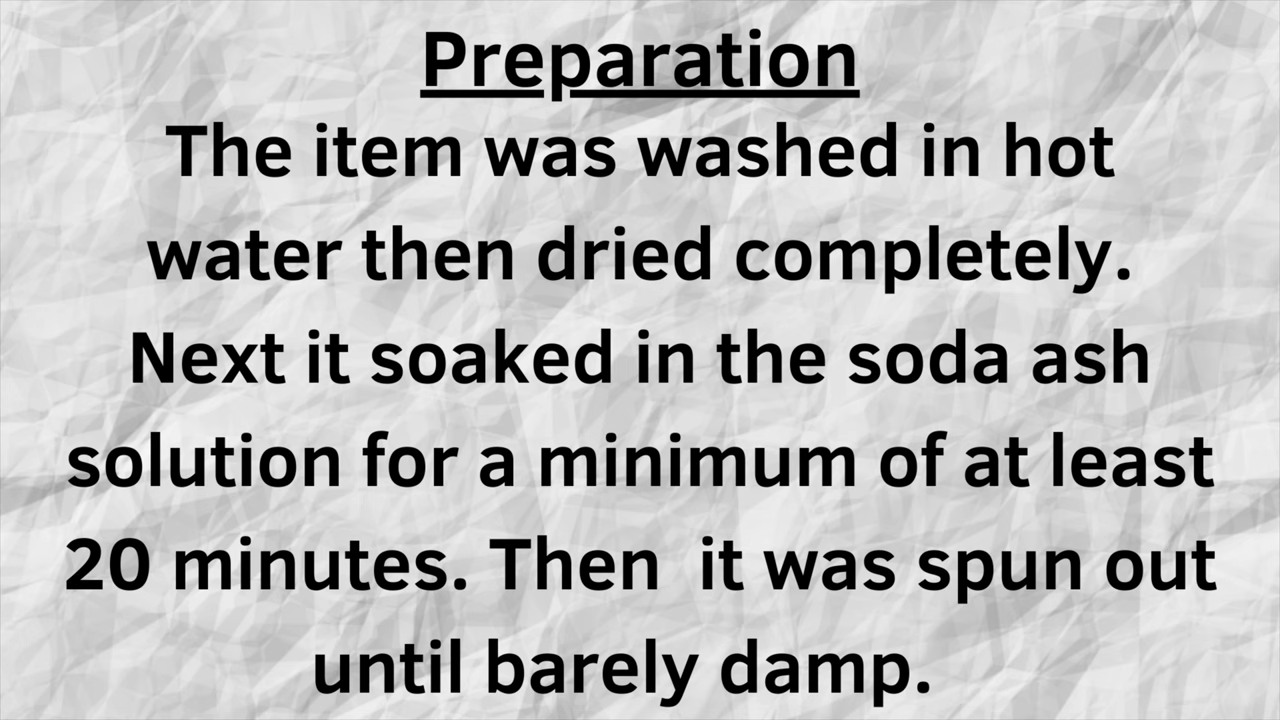 Preparation
The item was washed in hot
water then dried completely.
Next it soaked in the soda ash
solution for a minimum of at least
20 minutes. Then  it was spun out
until barely damp.